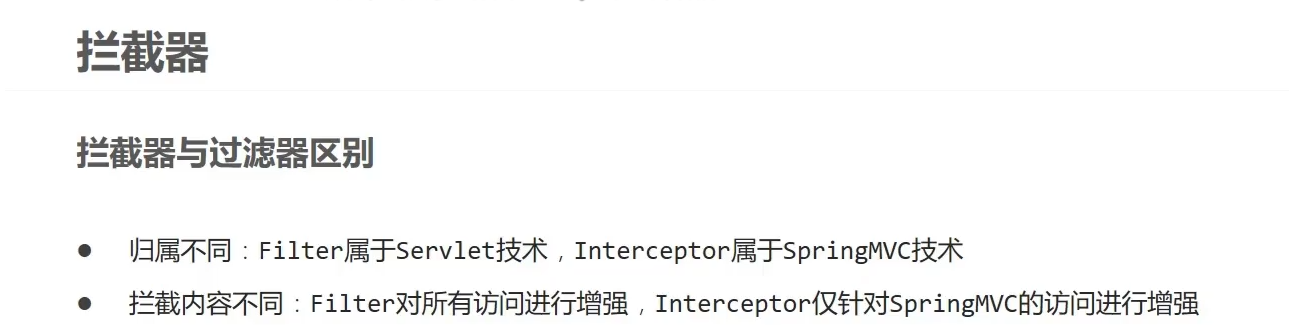 拦截器
拦截器与过滤器区别
● 归属不同：Filter属于Servlet技术，Interceptor属于SpringMVC技术
● 拦截内容不同：Filter对所有访问进行增强，Interceptor仅针对SpringMVC的访问进行增强